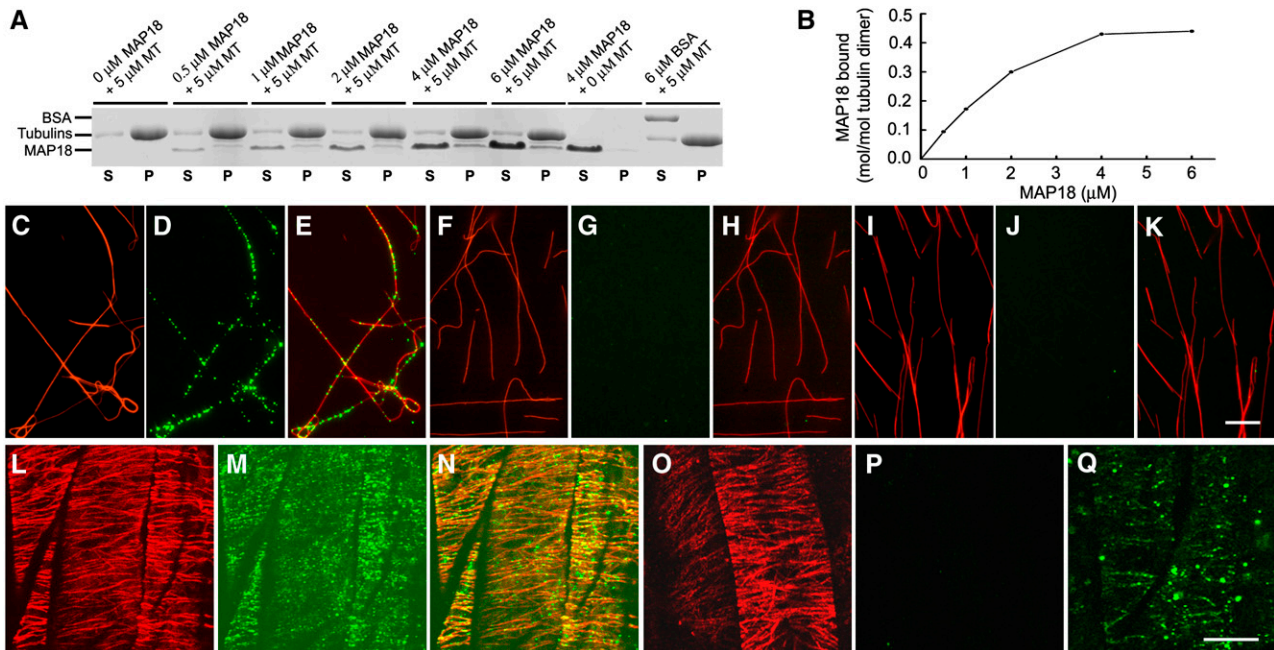 A
0 µM MAP18
+ 5 µM MT
0.5 µM MAP18
+ 5 µM MT
1 µM MAP18
+ 5 µM MT
2 µM MAP18
+ 5 µM MT
4 µM MAP18
+ 5 µM MT
6 µM MAP18
+ 5 µM MT
4 µM MAP18
+ 0 µM MT
6 µM BSA
+ 5 µM MT
BSA
Tubulins
MAP18
S P S P S P S P S P S P S P S P
B
MAP18 bound
(mol/mol tubulin dimer)
0.5
0.4
0.3
0.2
0.1
0.0
0 1 2 3 4 5 6
MAP18 (µM)
C D E F G H I J K
L M N O P Q